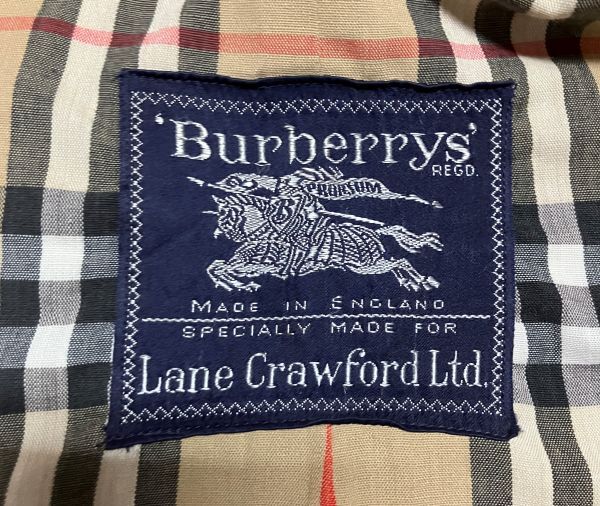 'Burberrys'
REGD.
PRORSUM
B
MADE IN ENGLAND
SPECIALLY MADE FOR
Lane Crawford Ltd.